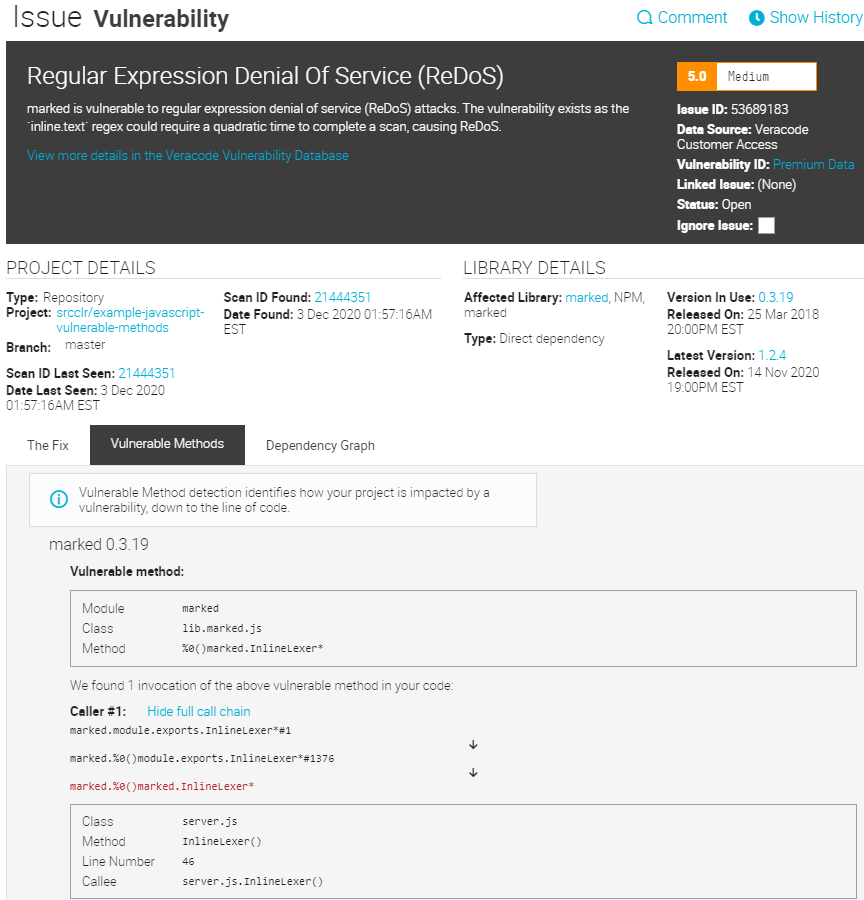 Issue Vulnerability
Comment
Show History
Regular Expression Denial Of Service (ReDoS)
marked is vulnerable to regular expression denial of service (ReDoS) attacks. The vulnerability exists as the
`inline.text` regex could require a quadratic time to complete a scan, causing ReDoS.
View more details in the Veracode Vulnerability Database
5.0 Medium
Issue ID: 53689183
Data Source: Veracode
Customer Access
Vulnerability ID: Premium Data
Linked Issue: (None)
Status: Open
Ignore Issue:
PROJECT DETAILS
Type: Repository
Project: srcclr/example-javascript-
vulnerable-methods
Branch: master
Scan ID Last Seen: 21444351
Date Last Seen: 3 Dec 2020
01:57:16AM EST
Scan ID Found: 21444351
Date Found: 3 Dec 2020 01:57:16AM
EST
LIBRARY DETAILS
Affected Library: marked, NPM,
marked
Type: Direct dependency
Version In Use: 0.3.19
Released On: 25 Mar 2018
20:00PM EST
Latest Version: 1.2.4
Released On: 14 Nov 2020
19:00PM EST
The Fix
Vulnerable Methods
Dependency Graph
Vulnerable Method detection identifies how your project is impacted by a
vulnerability, down to the line of code.
marked 0.3.19
Vulnerable method:
Module marked
Class lib.marked.js
Method %0()marked.InlineLexer*
We found 1 invocation of the above vulnerable method in your code:
Caller #1: Hide full call chain
marked.module.exports.InlineLexer*#1
marked.%0()module.exports.InlineLexer*#1376
marked.%0()marked.InlineLexer*
Class server.js
Method InlineLexer()
Line Number 46
Callee server.js.InlineLexer()